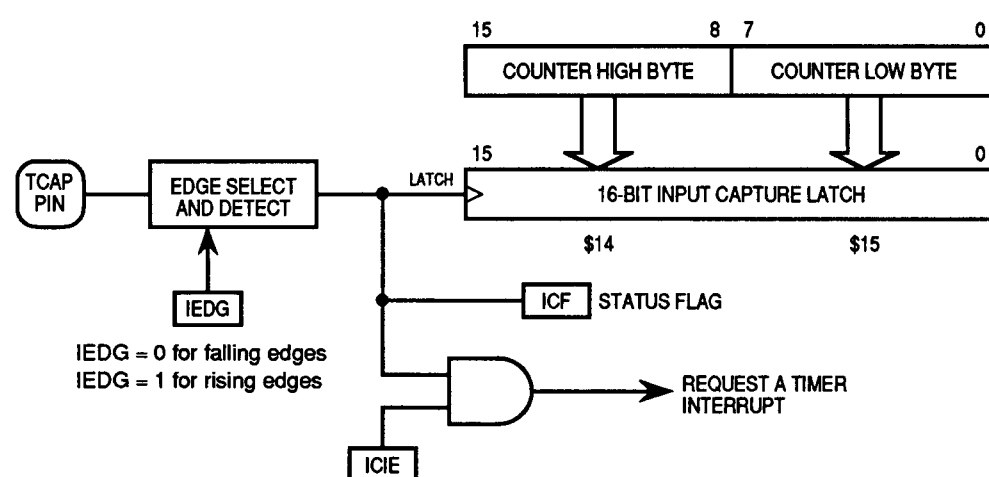 15 8 7 0
COUNTER HIGH BYTE COUNTER LOW BYTE
15 0
TCAP
PIN
EDGE SELECT
AND DETECT
LATCH
16-BIT INPUT CAPTURE LATCH
$14 $15
IEDG
ICF STATUS FLAG
IEDG = 0 for falling edges
IEDG = 1 for rising edges
REQUEST A TIMER
INTERRUPT
ICIE